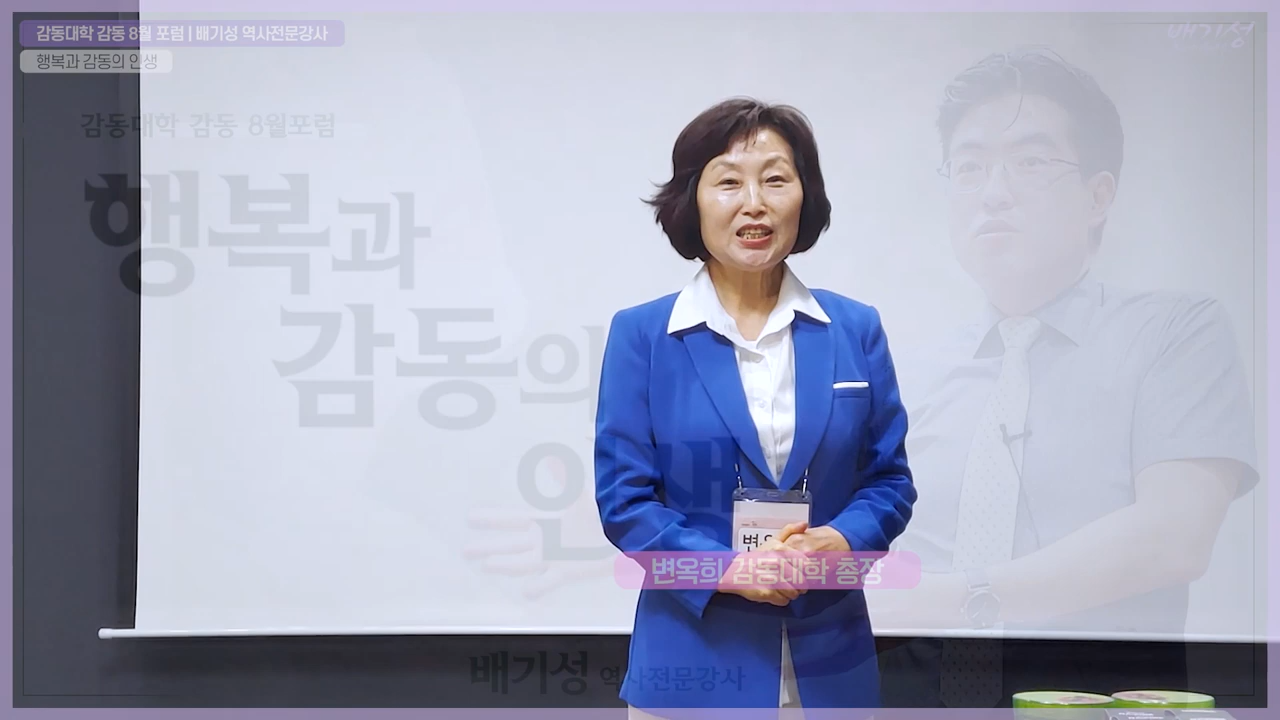 감동대학 감동 8월 포럼 | 배기성 역사전문강사
행복과 감동의 인생
배기성
감동대학 감동 8월포럼
행복과
감동의
인생
변옥희 감동대학 총장
배기성 역사전문강사